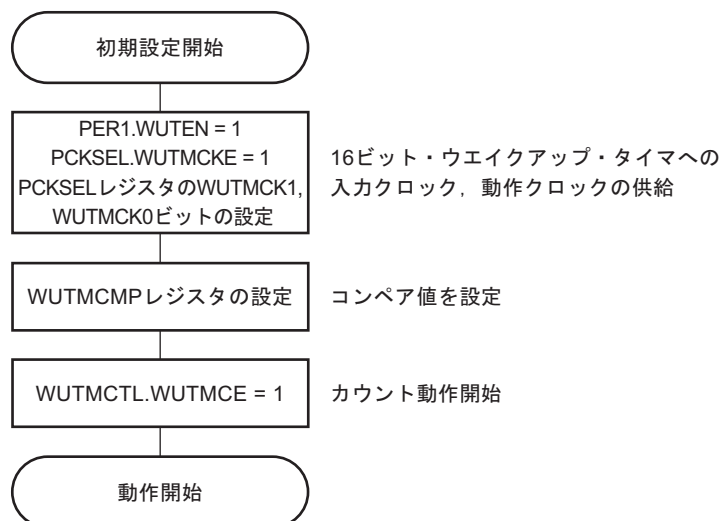 初期設定開始
PER1.WUTEN = 1
PCKSEL.WUTMCKE = 1
PCKSELレジスタのWUTMCK1,
WUTMCK0ビットの設定
16ビット・ウエイクアップ・タイマへの
入力クロック，動作クロックの供給
WUTMCMPレジスタの設定
コンペア値を設定
WUTMCTL.WUTMCE = 1
カウント動作開始
動作開始